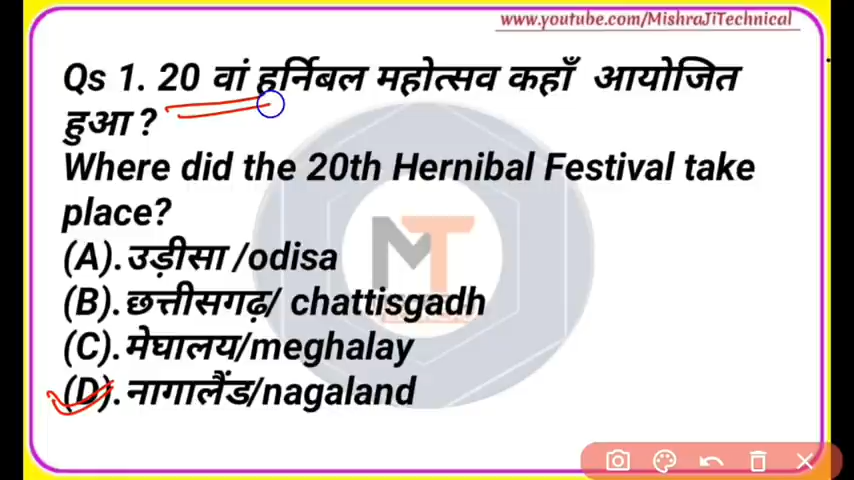 www.youtube.com/MishraJiTechnical
Qs 1. 20 वां हर्निबल महोत्सव कहाँ आयोजित
हुआ ?
Where did the 20th Hernibal Festival take
place?
(A).उड़ीसा /odisa
(B).छत्तीसगढ़/ chattisgadh
(C).मेघालय/meghalay
(D).नागालैंड/nagaland
MT